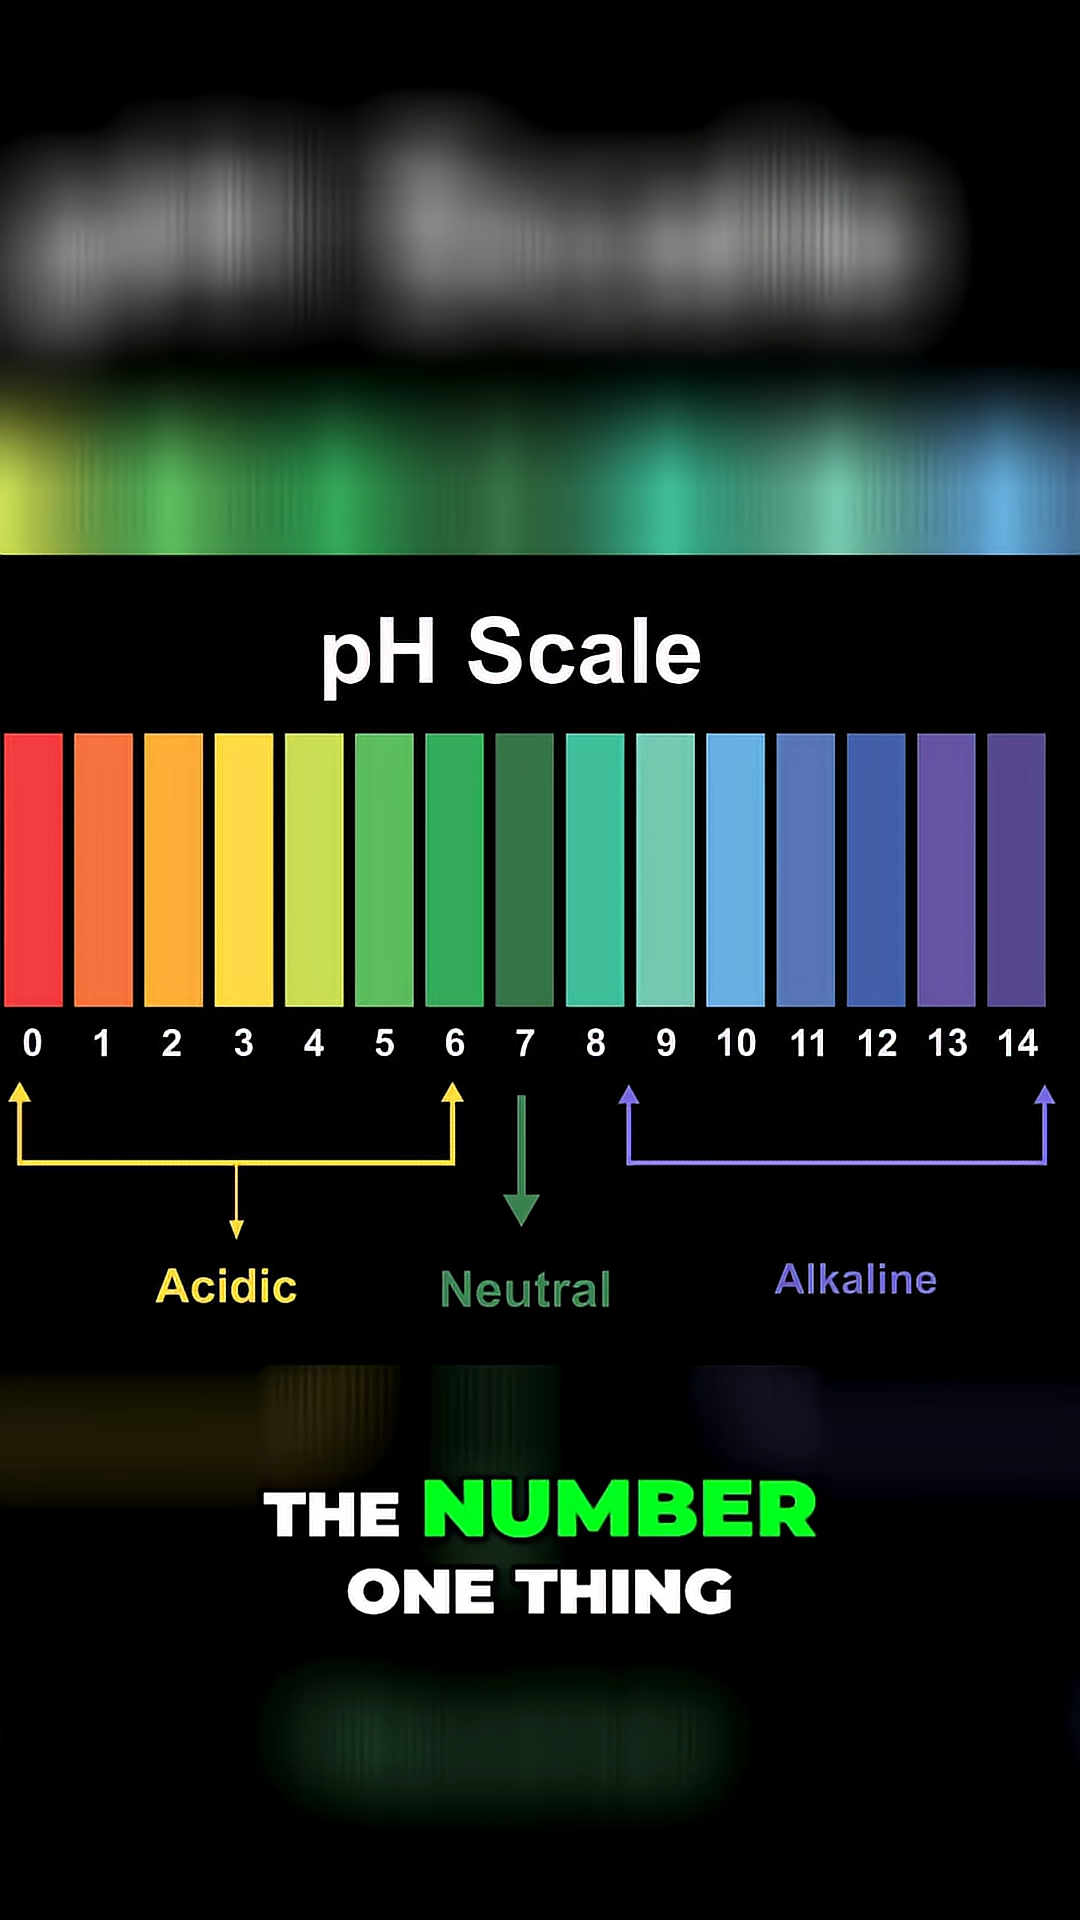 pH Scale
0 1 2 3 4 5 6 7 8 9 10 11 12 13 14
Acidic Neutral Alkaline
THE NUMBER
ONE THING